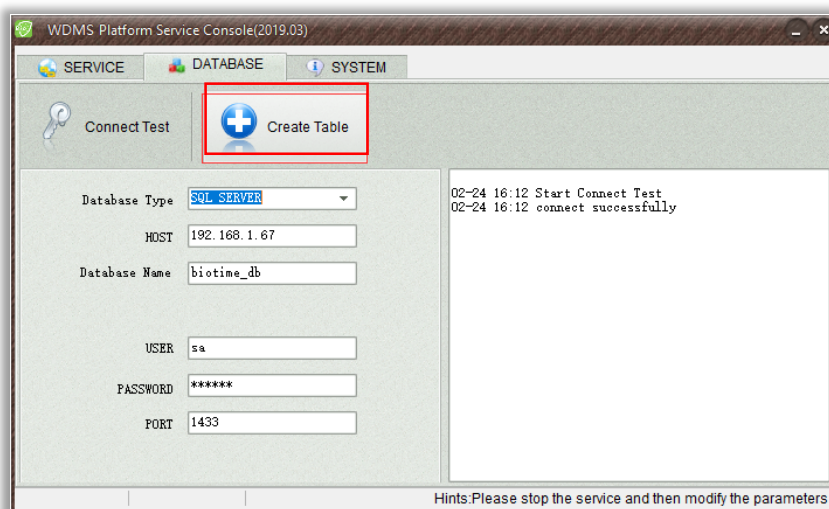 WDMS Platform Service Console(2019.03)
SERVICE
DATABASE
SYSTEM
Connect Test
Create Table
Database Type
SQL SERVER
HOST
192.168.1.67
Database Name
biotime_db
USER
sa
PASSWORD
******
PORT
1433
02-24 16:12 Start Connect Test
02-24 16:12 connect successfully
Hints:Please stop the service and then modify the parameters